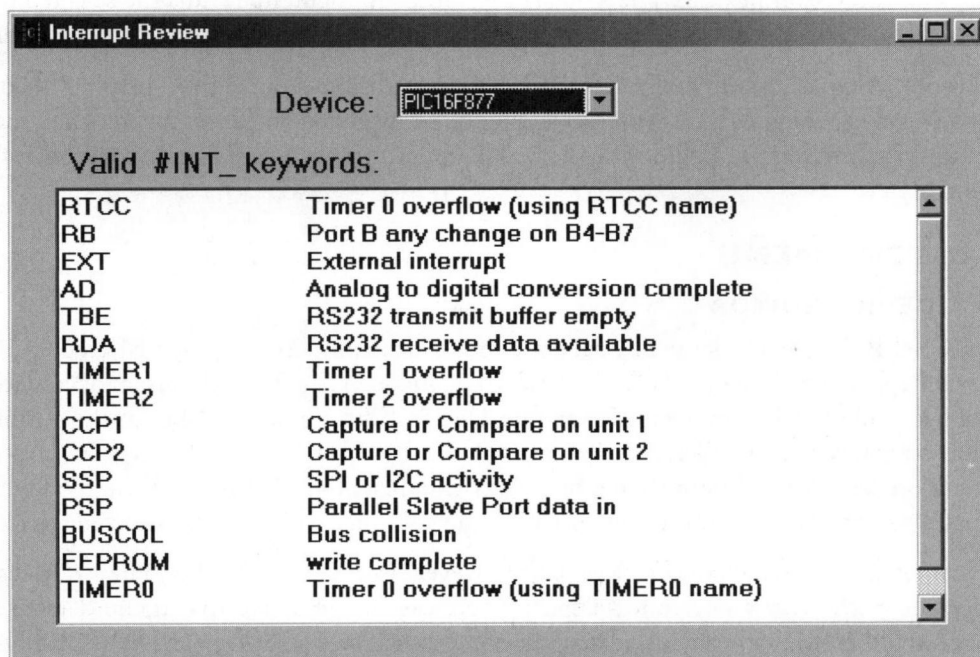 Interrupt Review
Device: PIC16F877
Valid #INT_ keywords:
RTCC Timer 0 overflow (using RTCC name)
RB Port B any change on B4-B7
EXT External interrupt
AD Analog to digital conversion complete
TBE RS232 transmit buffer empty
RDA RS232 receive data available
TIMER1 Timer 1 overflow
TIMER2 Timer 2 overflow
CCP1 Capture or Compare on unit 1
CCP2 Capture or Compare on unit 2
SSP SPI or I2C activity
PSP Parallel Slave Port data in
BUSCOL Bus collision
EEPROM write complete
TIMER0 Timer 0 overflow (using TIMER0 name)